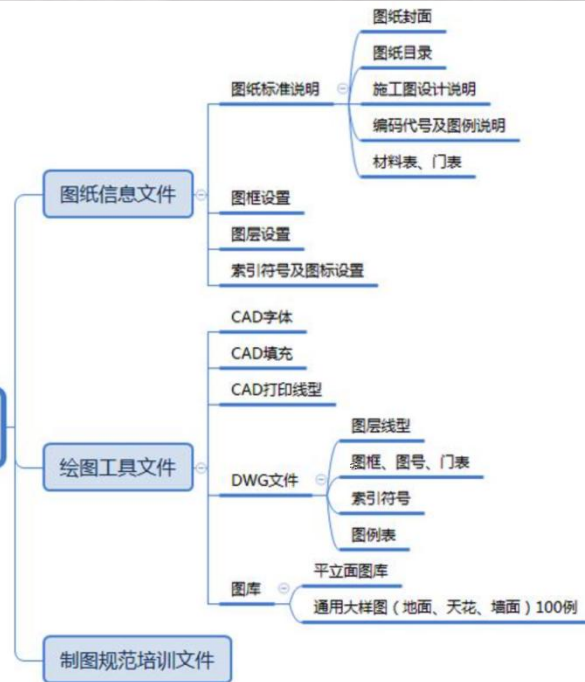 图纸封面
图纸目录
图纸标准说明
施工图设计说明
编码代号及图例说明
材料表、门表
图纸信息文件
图框设置
图层设置
索引符号及图标设置
CAD字体
CAD填充
CAD打印线型
图层线型
绘图工具文件
图框、图号、门表
DWG文件
索引符号
图例表
平立面图库
图库
通用大样图（地面、天花、墙面）100例
制图规范培训文件